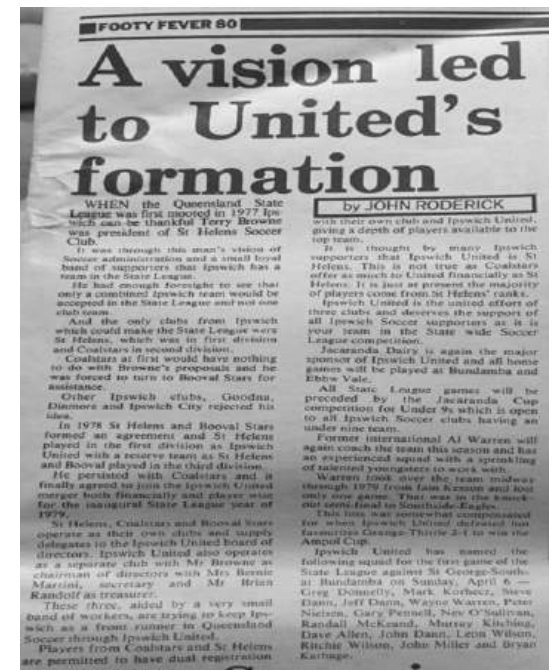 FOOTY FEVER 80
A vision led
to United's
formation
by JOHN RODERICK
WHEN the Queensland State
League was first mooted in 1977 Ips-
wich can be thankful Terry Browne
was president of St Helens Soccer
Club.
It was through this man's vision of
Soccer administration and a small loyal
band of supporters that Ipswich has a
team in the State League.
He had enough foresight to see that
only a combined Ipswich team would be
accepted in the State League and not one
club team.
And the only clubs from Ipswich
which could make the State League were
St Helens, which was in first division
and Coalstars in second division.
Coalstars at first would have nothing
to do with Browne's proposals and he
was forced to turn to Booval Stars for
assistance.
Other Ipswich clubs, Goodna,
Dinmore and Ipswich City rejected his
idea.
In 1978 St Helens and Booval Stars
formed an agreement and St Helens
played in the first division as Ipswich
United with a reserve team as St Helens
and Booval played in the third division.
He persisted with Coalstars and it
finally agreed to join the Ipswich United
merger both financially and player wise
for the inaugural State League year of
1979.
St Helens, Coalstars and Booval Stars
operate as their own clubs and supply
delegates to the Ipswich United board of
directors. Ipswich United also operates
as a separate club with Mr Browne as
chairman of directors with Mrs Bernie
Martini, secretary and Mr Brian
Randolf as treasurer.
These three, aided by a very small
band of workers, are trying to keep Ips-
wich as a front runner in Queensland
Soccer through Ipswich United.
Players from Coalstars and St Helens
are permitted to have dual registration
with their own club and Ipswich United,
giving a depth of players available to the
top team.
It is thought by many Ipswich
supporters that Ipswich United is St
Helens. This is not true as Coalstars
offer as much to United financially as St
Helens. It is just at present the majority
of players come from St Helens' ranks.
Ipswich United is the united effort of
three clubs and deserves the support of
all Ipswich Soccer supporters as it is
your team in the State wide Soccer
League competition.
Jacaranda Dairy is again the major
sponsor of Ipswich United and all home
games will be played at Bundamba and
Ebbw Vale.
All State League games will be
preceded by the Jacaranda Cup
competition for Under 9s which is open
to all Ipswich Soccer clubs having an
under nine team.
Former international Al Warren will
again coach the team this season and has
an experienced squad with a sprinkling
of talented youngsters to work with.
Warren took over the team midway
through 1979 from Iain Kenson and lost
only one game. That was in the knock
out semi-final to Southside-Eagles.
This loss was somewhat compensated
for when Ipswich United defeated hot
favourites Grange-Thistle 2-1 to win the
Ampol Cup.
Ipswich United has named the
following squad for the first game of the
State League against St George-Souths
at Bundamba on Sunday, April 6 —
Greg Donnelly, Mark Korbecz, Steve
Dann, Jeff Dann, Wayne Warren, Peter
Nielsen, Gary Pennell, Nev O'Sullivan,
Randall McKeand, Murray Kitching,
Dave Allen, John Dann, Leon Wilson,
Ritchie Wilson, John Miller and Bryan